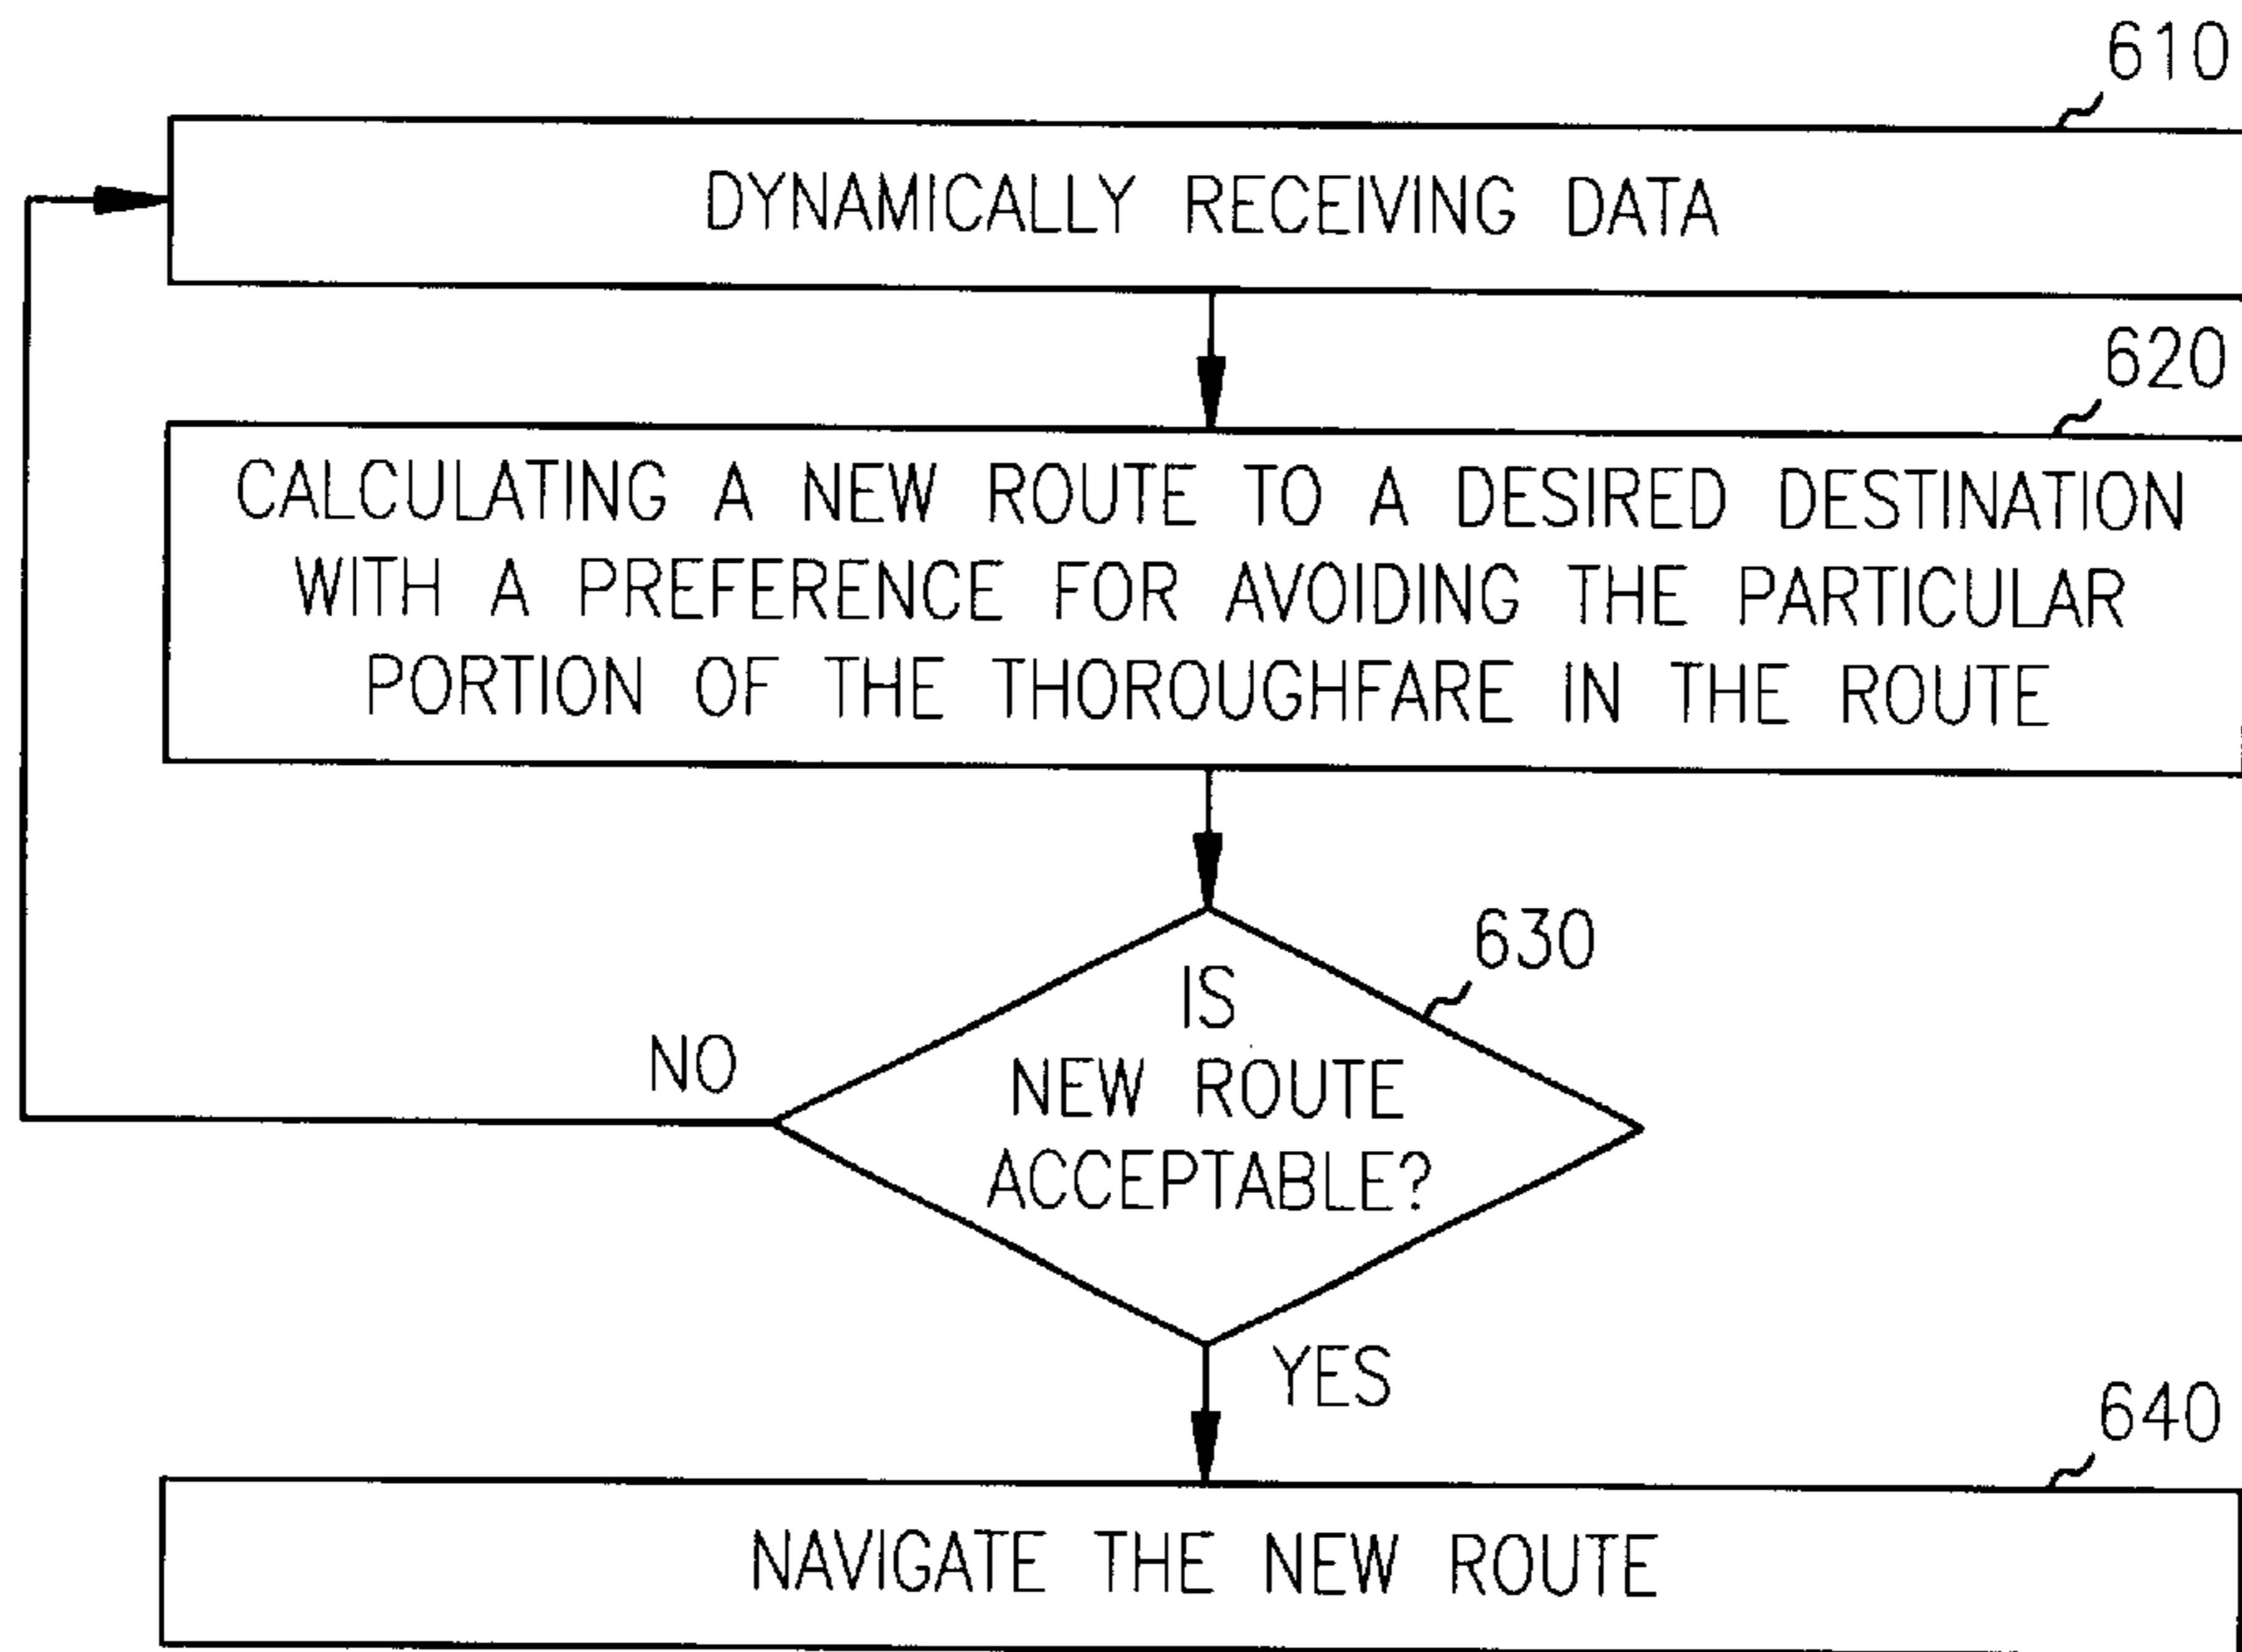 610
DYNAMICALLY RECEIVING DATA
620
CALCULATING A NEW ROUTE TO A DESIRED DESTINATION
WITH A PREFERENCE FOR AVOIDING THE PARTICULAR
PORTION OF THE THOROUGHFARE IN THE ROUTE
630
IS
NEW ROUTE
ACCEPTABLE?
NO
YES
640
NAVIGATE THE NEW ROUTE